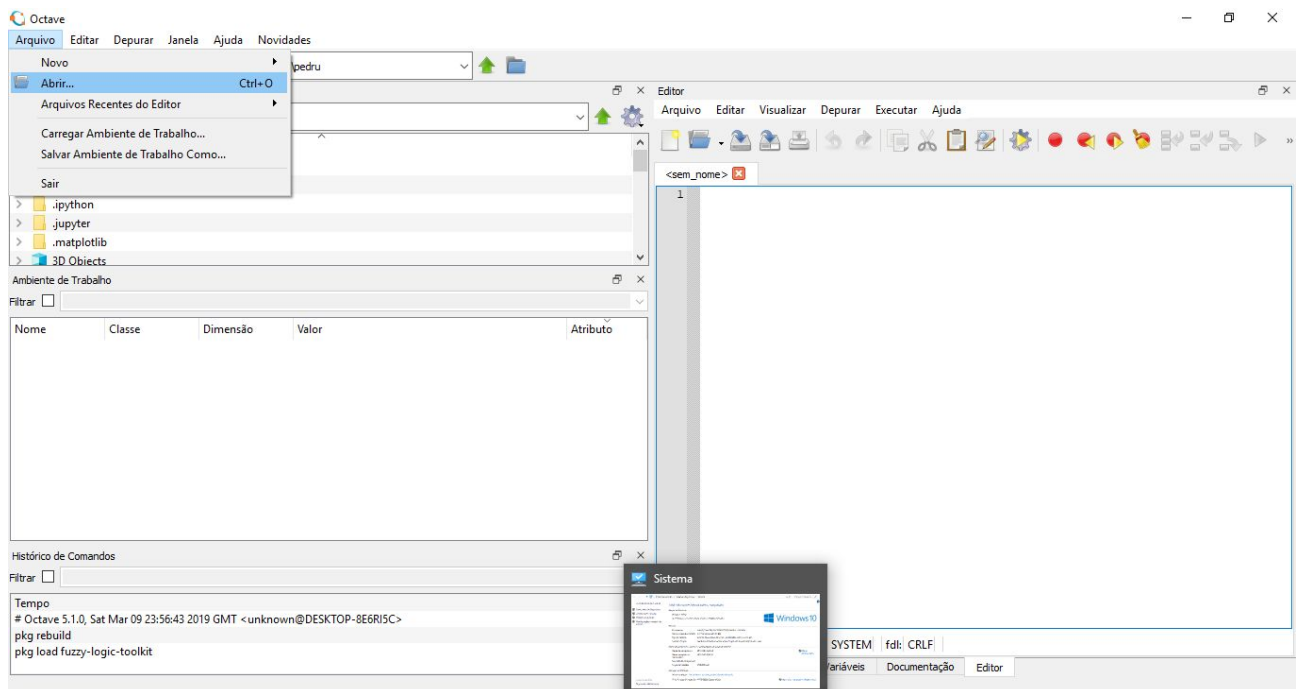 Octave
Arquivo Editar Depurar Janela Ajuda Novidades
Novo
\pedru
Abrir... Ctrl+O
Arquivos Recentes do Editor
Carregar Ambiente de Trabalho...
Salvar Ambiente de Trabalho Como...
Sair
.ipython
.jupyter
.matplotlib
3D Objects
Ambiente de Trabalho
Filtrar
Nome Classe Dimensão Valor Atributo
Histórico de Comandos
Filtrar
Tempo
# Octave 5.1.0, Sat Mar 09 23:56:43 2019 GMT <unknown@DESKTOP-8E6RI5C>
pkg rebuild
pkg load fuzzy-logic-toolkit
Editor
Arquivo Editar Visualizar Depurar Executar Ajuda
<sem_nome>
1
Sistema
Windows 10
SYSTEM fdl: CRLF
Variáveis Documentação Editor